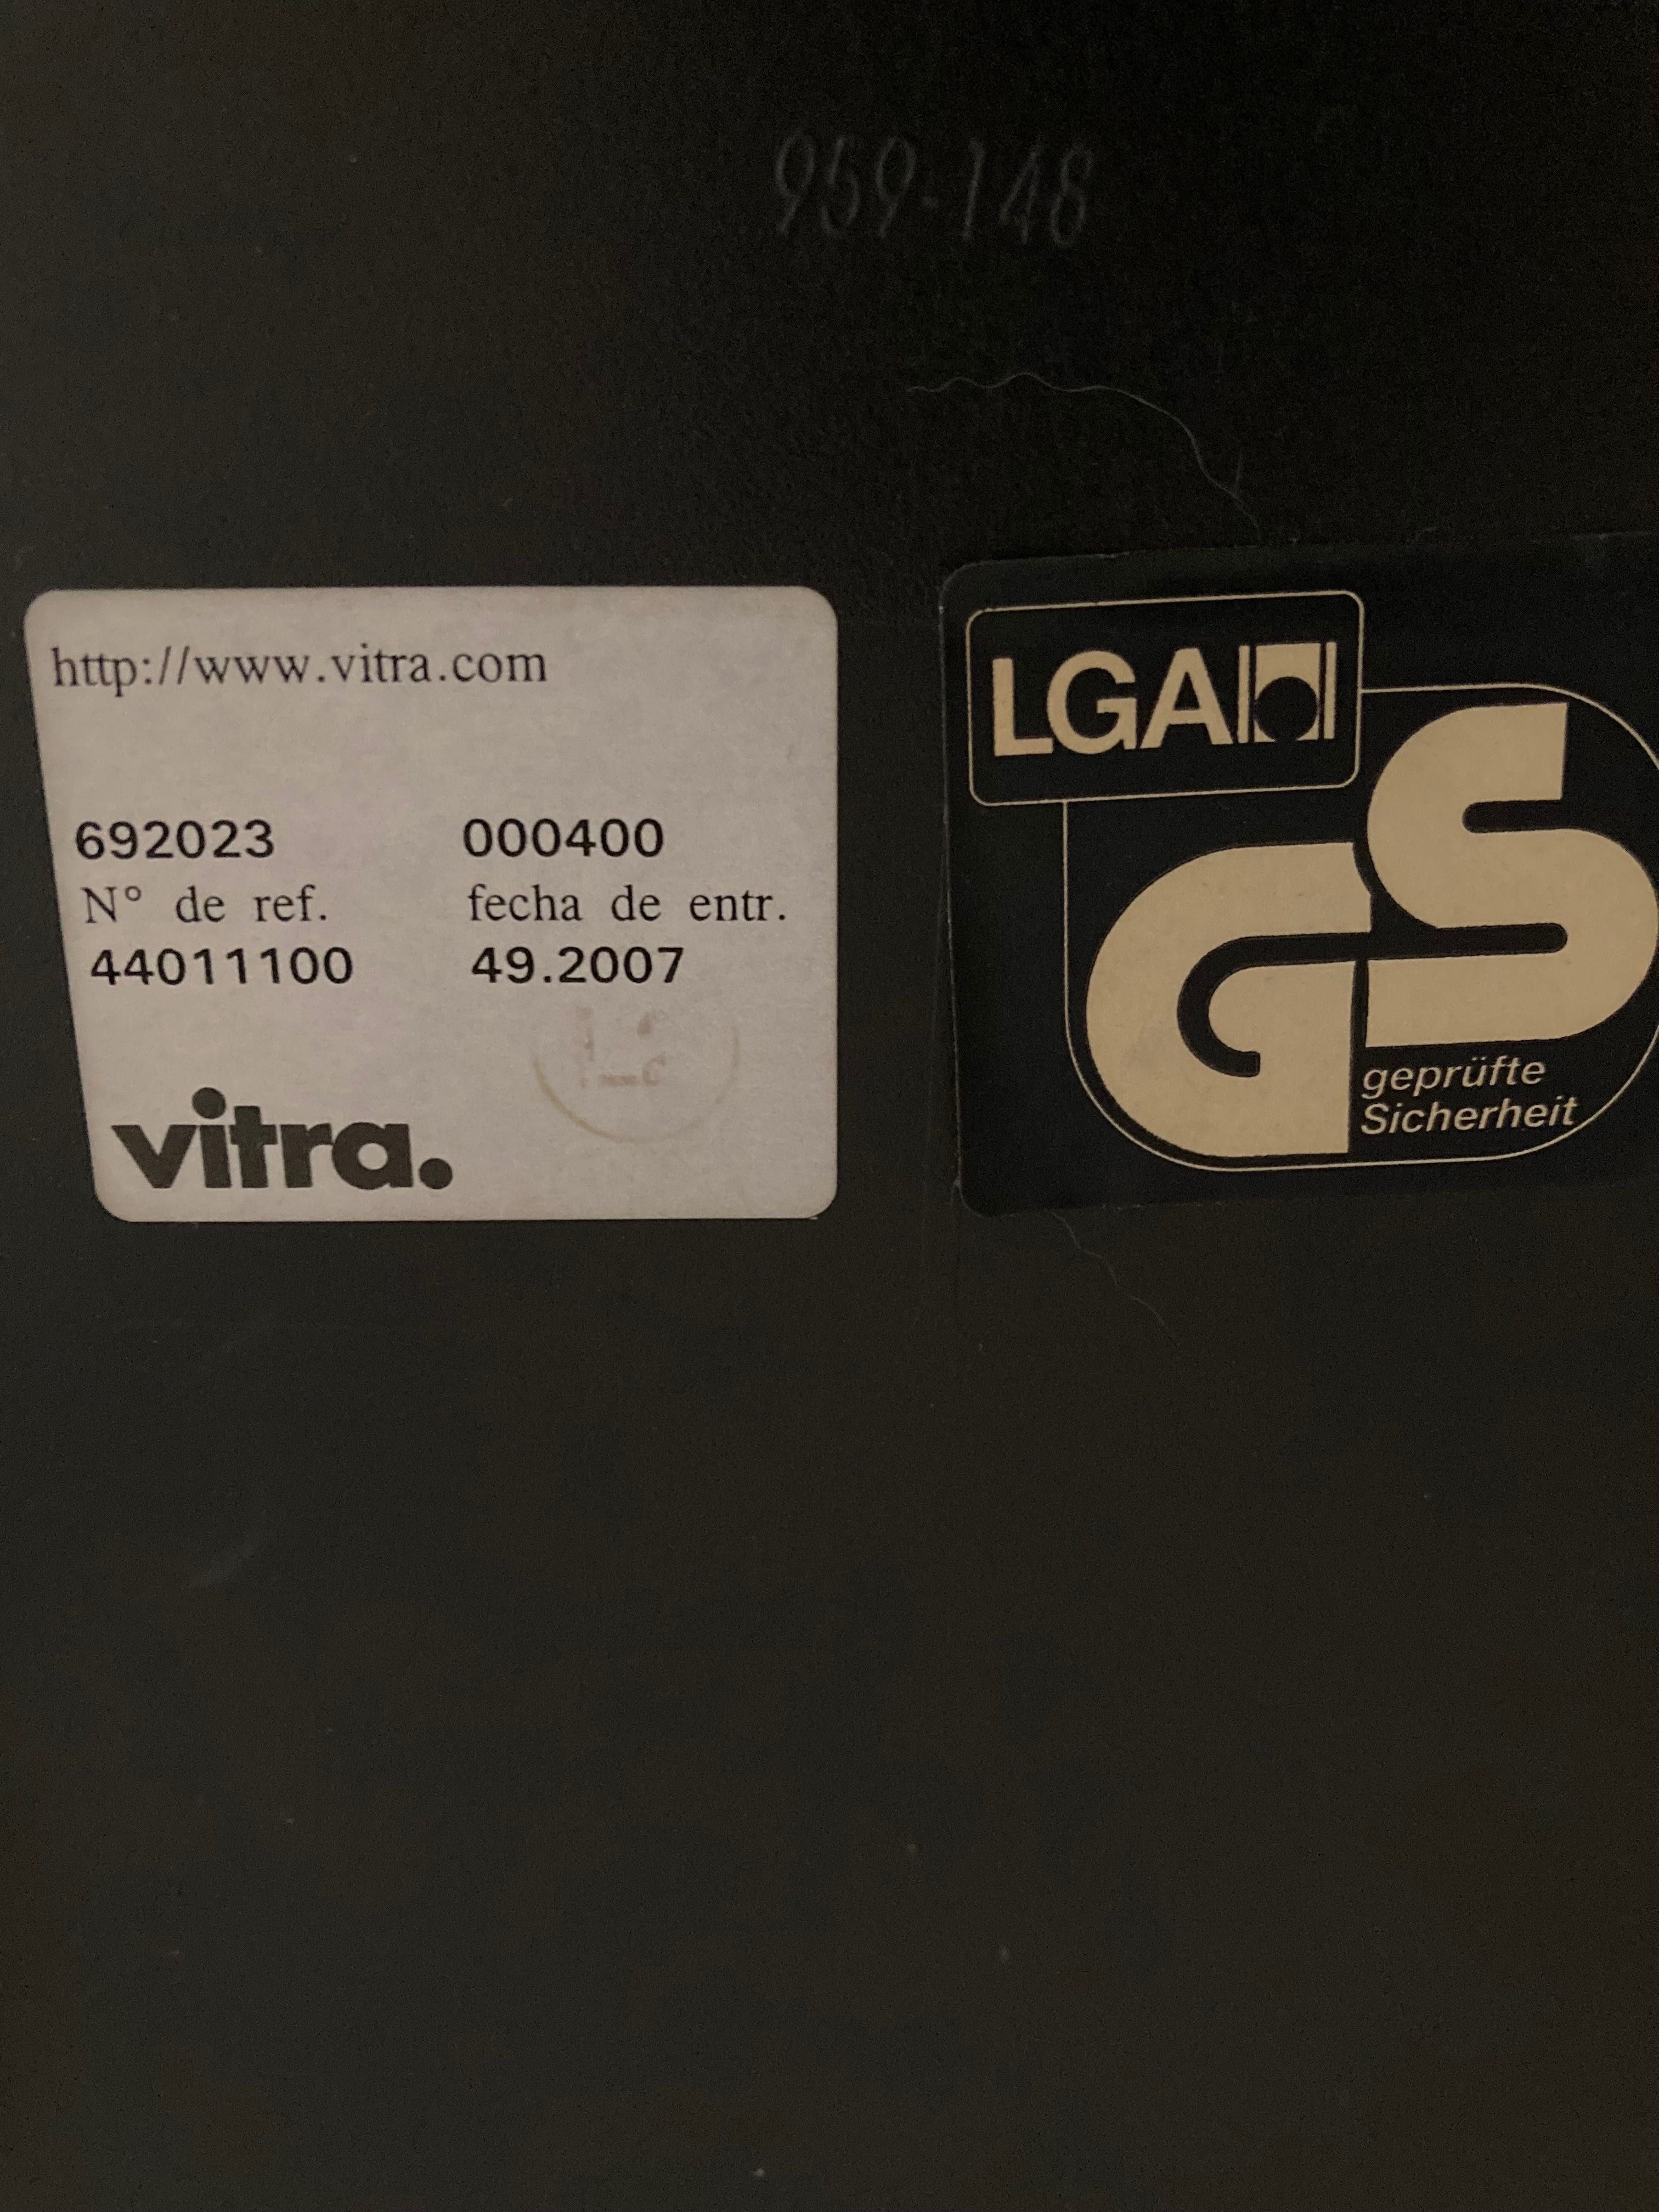 959-148
http://www.vitra.com
692023 000400
N° de ref. fecha de entr.
44011100 49.2007
vitra.
LGA
GS
geprüfte
Sicherheit